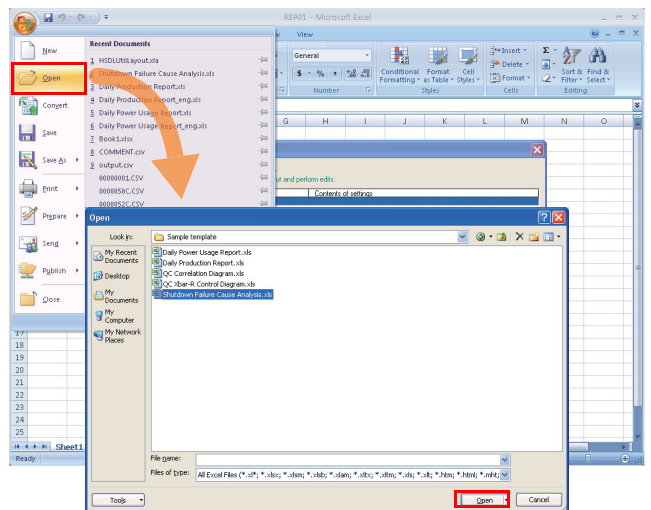 REP01 - Microsoft Excel
View
New
Open
Convert
Save
Save As
Print
Prepare
Send
Publish
Close
Recent Documents
1 HSDLUtilLayout.xla
2 Shutdown Failure Cause Analysis.xls
3 Daily Production Report.xls
4 Daily Production Report_eng.xls
5 Daily Power Usage Report.xls
6 Daily Power Usage Report_eng.xls
7 Book1.xlsx
8 COMMENT.csv
9 output.csv
00000001.CSV
0000058C.CSV
0000052C.CSV
General
$ - % ,
Number
Conditional Formatting
Format as Table
Cell Styles
Styles
Insert
Delete
Format
Cells
Σ
Sort & Filter
Find & Select
Editing
G H I J K L M N O
ut and perform edits.
Contents of settings
Open
Look in:
Sample template
My Recent Documents
Desktop
My Documents
My Computer
My Network Places
Daily Power Usage Report.xls
Daily Production Report.xls
QC Correlation Diagram.xls
QC Xbar-R Control Diagram.xls
Shutdown Failure Cause Analysis.xls
File name:
Files of type:
All Excel Files (*.xl*; *.xlsx; *.xlsm; *.xlsb; *.xlam; *.xltx; *.xltm; *.xls; *.xlt; *.htm; *.html; *.mht;
Tools
Open
Cancel
17
18
19
20
21
22
23
24
25
Sheet1
Ready